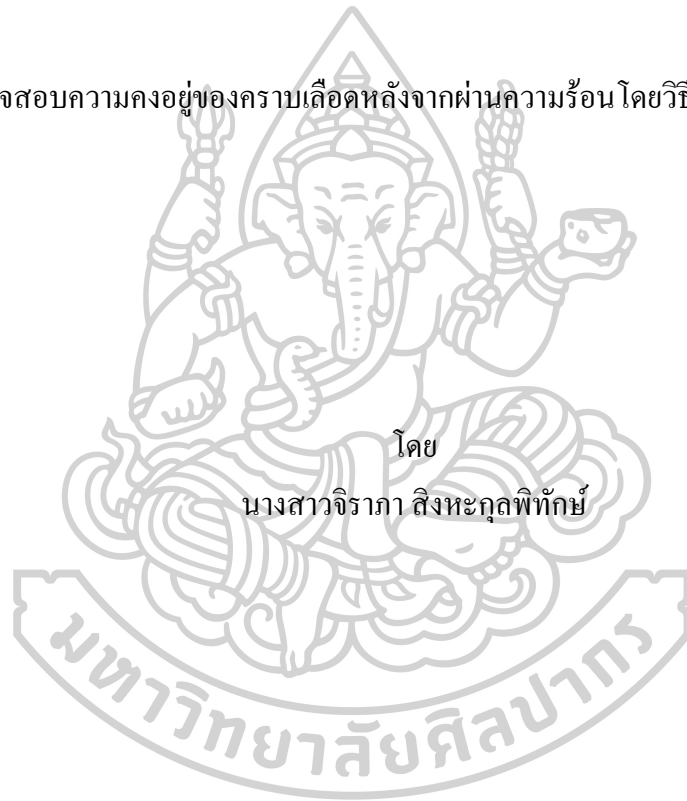 จสอบความคงอยู่ของคราบเลือดหลังจากผ่านความร้อน โดยวิธี
โดย
นางสาวจิราภา สิงหะกุลพิทักษ์
มหาวิทยาลัยศิลปากร